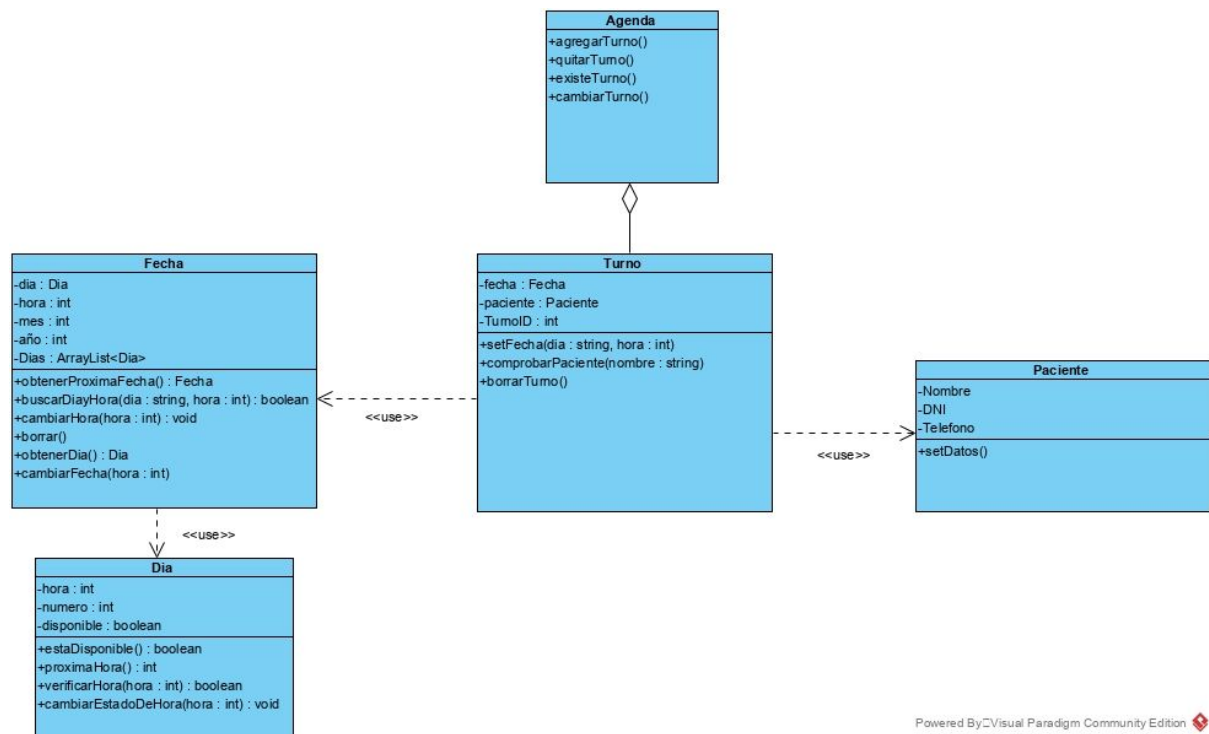 Agenda
+agregarTurno()
+quitarTurno()
+existeTurno()
+cambiarTurno()
Fecha
-dia : Dia
-hora : int
-mes : int
-año : int
-Dias : ArrayList<Dia>
+obtenerProximaFecha() : Fecha
+buscarDiayHora(dia : string, hora : int) : boolean
+cambiarHora(hora : int) : void
+borrar()
+obtenerDia() : Dia
+cambiarFecha(hora : int)
<<use>>
Turno
-fecha : Fecha
-paciente : Paciente
-TurnoID : int
+setFecha(dia : string, hora : int)
+comprobarPaciente(nombre : string)
+borrarTurno()
<<use>>
Paciente
-Nombre
-DNI
-Telefono
+setDatos()
<<use>>
Dia
-hora : int
-numero : int
-disponible : boolean
+estaDisponible() : boolean
+proximaHora() : int
+verificarHora(hora : int) : boolean
+cambiarEstadoDeHora(hora : int) : void
Powered By Visual Paradigm Community Edition